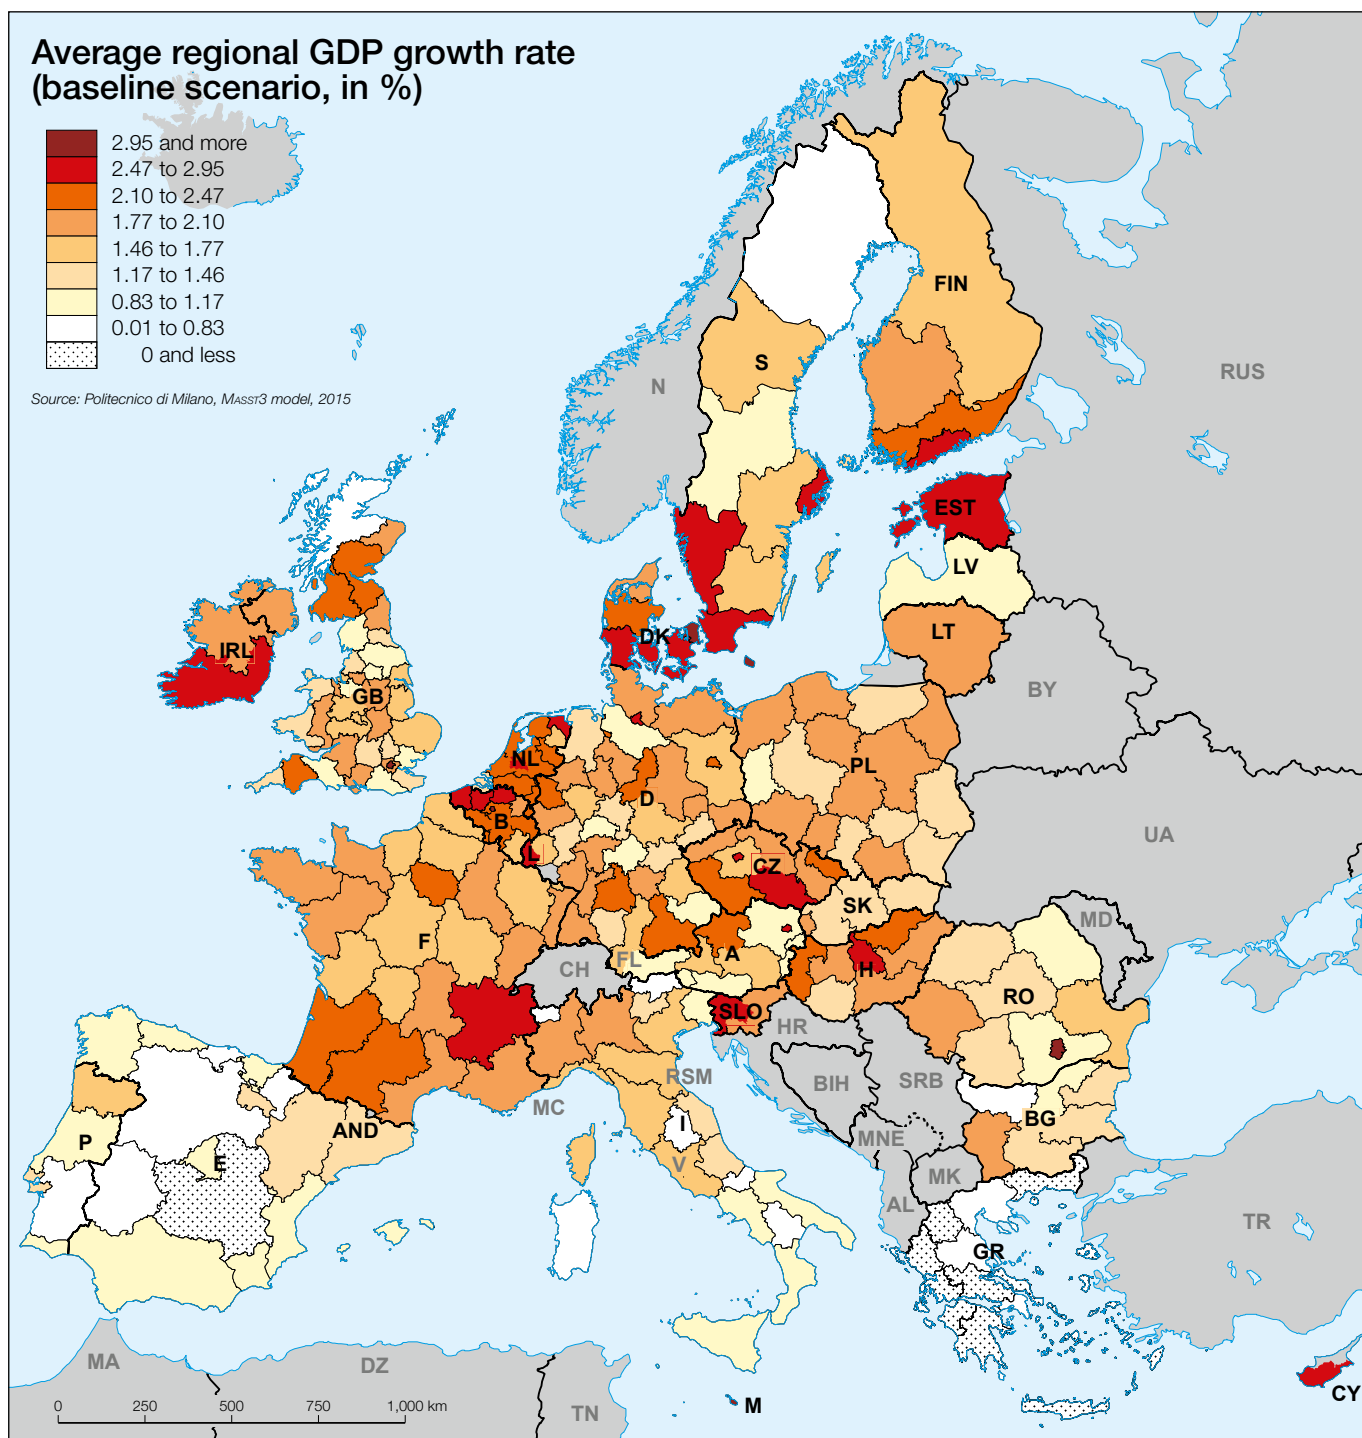 Average regional GDP growth rate
(baseline scenario, in %)
2.95 and more
2.47 to 2.95
2.10 to 2.47
1.77 to 2.10
1.46 to 1.77
1.17 to 1.46
0.83 to 1.17
0.01 to 0.83
0 and less
Source: Politecnico di Milano, MASST3 model, 2015
FIN
S
N
RUS
EST
LV
LT
DK
IRL
GB
BY
NL
PL
D
B
L
CZ
UA
SK
MD
F
A
H
CH
FL
RO
SLO
HR
RSM
BIH
SRB
MC
AND
I
BG
P
E
V
MNE
MK
AL
GR
TR
MA
DZ
TN
M
CY
0 250 500 750 1,000 km